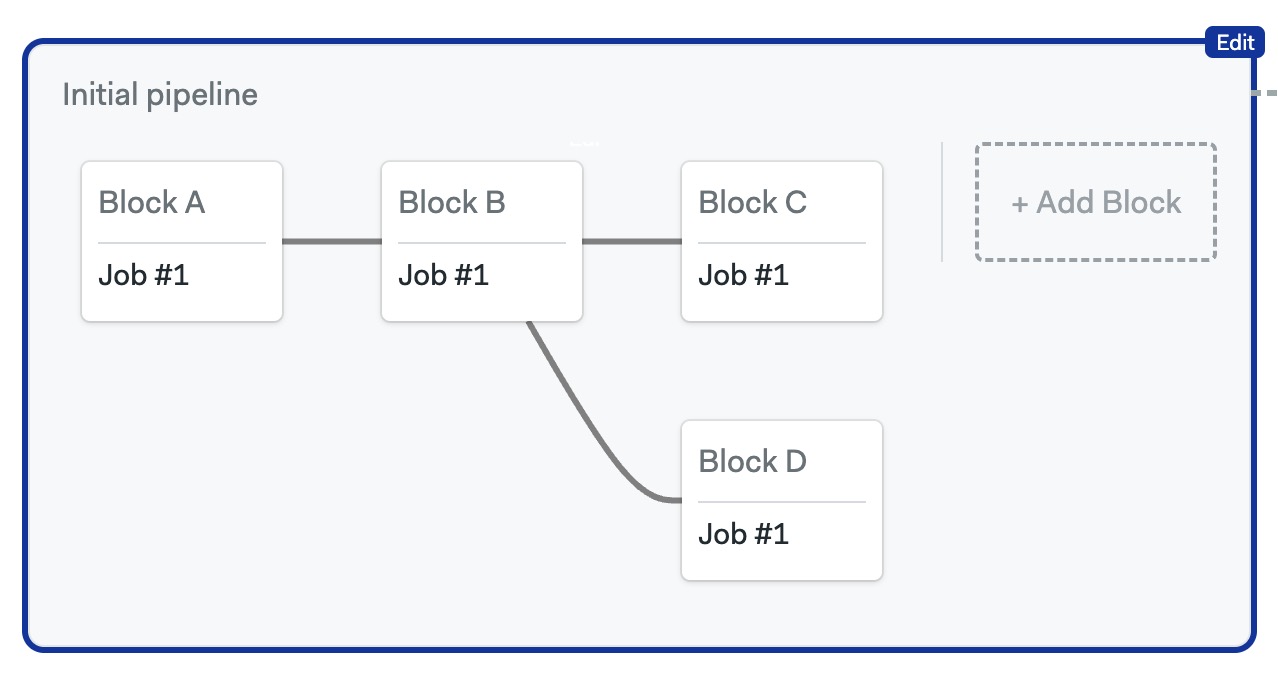 Edit
Initial pipeline
Block A
Job #1
Block B
Job #1
Block C
Job #1
+ Add Block
Block D
Job #1